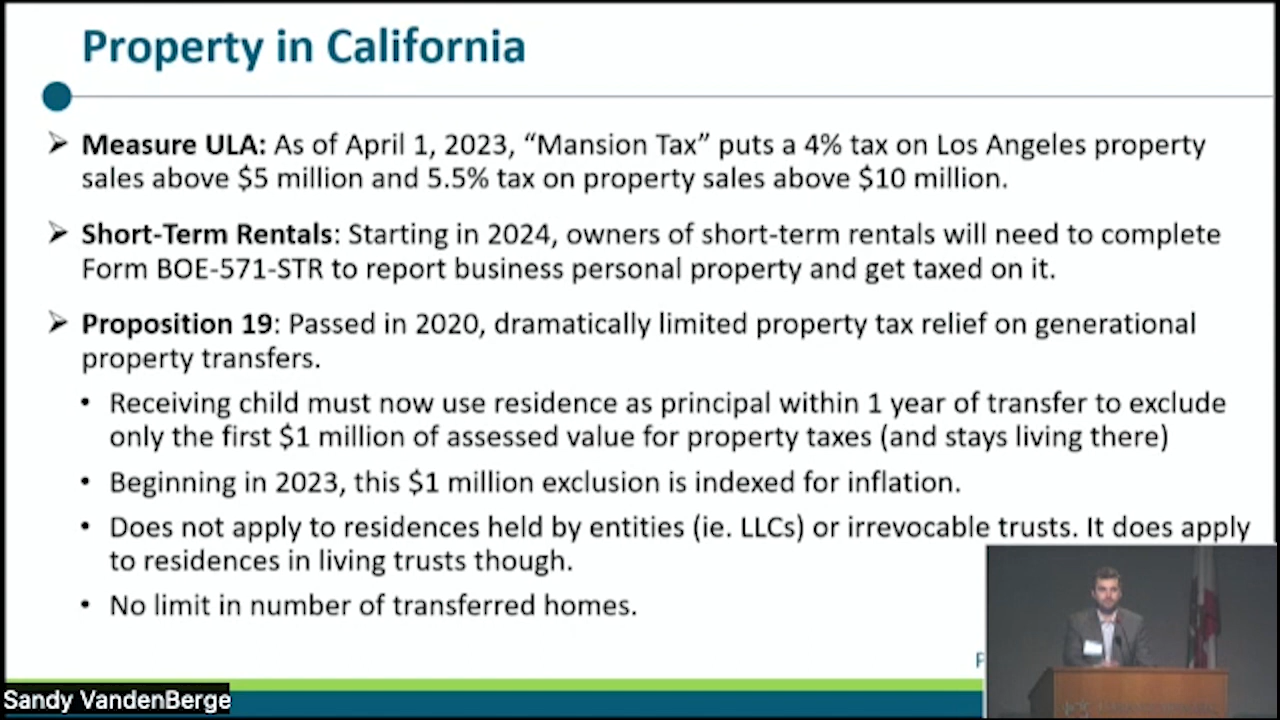 Property in California
➢ Measure ULA: As of April 1, 2023, “Mansion Tax” puts a 4% tax on Los Angeles property
sales above $5 million and 5.5% tax on property sales above $10 million.
➢ Short-Term Rentals: Starting in 2024, owners of short-term rentals will need to complete
Form BOE-571-STR to report business personal property and get taxed on it.
➢ Proposition 19: Passed in 2020, dramatically limited property tax relief on generational
property transfers.
• Receiving child must now use residence as principal within 1 year of transfer to exclude
only the first $1 million of assessed value for property taxes (and stays living there)
• Beginning in 2023, this $1 million exclusion is indexed for inflation.
• Does not apply to residences held by entities (ie. LLCs) or irrevocable trusts. It does apply
to residences in living trusts though.
• No limit in number of transferred homes.
Sandy VandenBerge